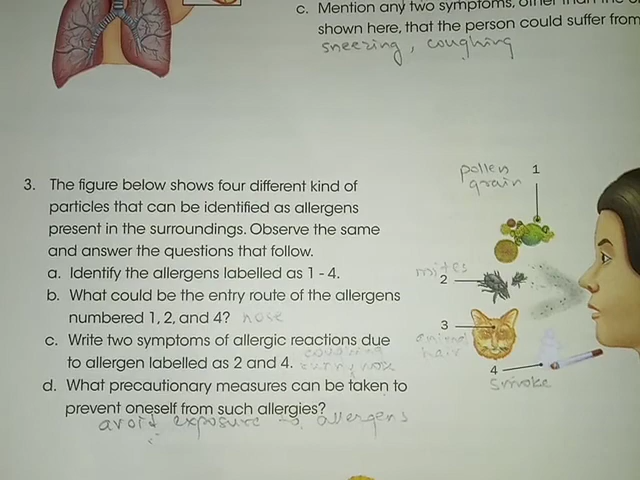 c. Mention any two symptoms, other than the
shown here, that the person could suffer from
sneezing, coughing
3. The figure below shows four different kind of
particles that can be identified as allergens
present in the surroundings. Observe the same
and answer the questions that follow.
a. Identify the allergens labelled as 1 - 4.
b. What could be the entry route of the allergens
numbered 1, 2, and 4? nose
c. Write two symptoms of allergic reactions due
to allergen labelled as 2 and 4. coughing
runny nose
d. What precautionary measures can be taken to
prevent oneself from such allergies?
avoid exposure to allergens
pollen
grain
1
mites
2
3
animal
hair
4
smoke